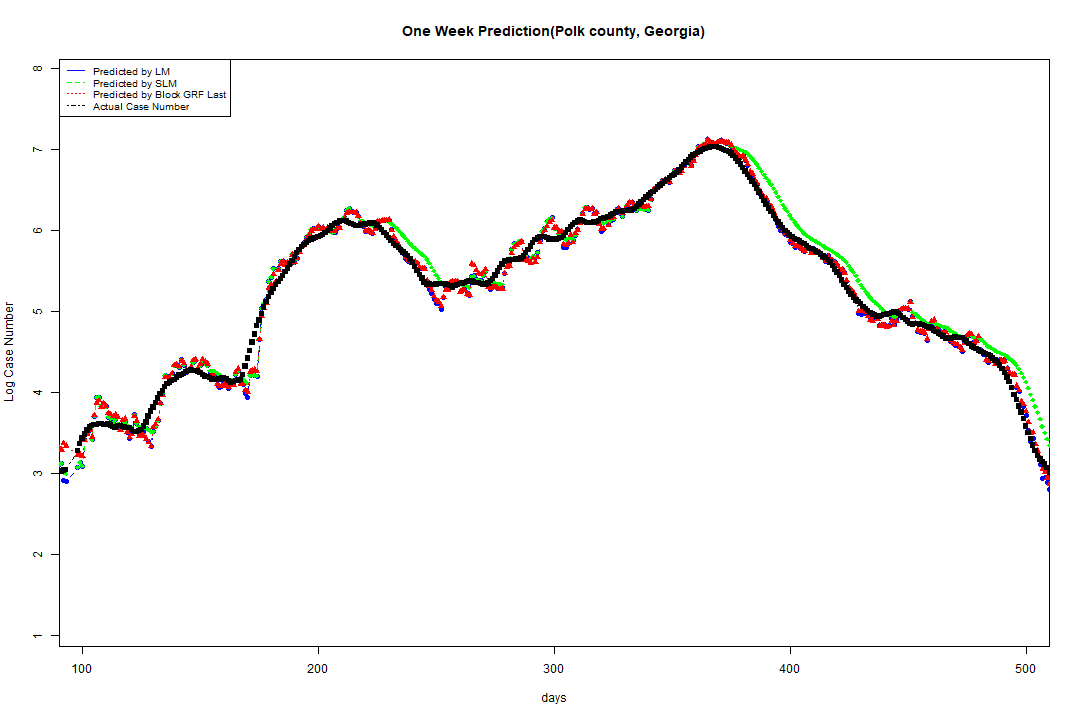 One Week Prediction(Polk county, Georgia)
Predicted by LM
Predicted by SLM
Predicted by Block GRF Last
Actual Case Number
8
7
6
5
4
3
2
1
Log Case Number
100 200 300 400 500
days